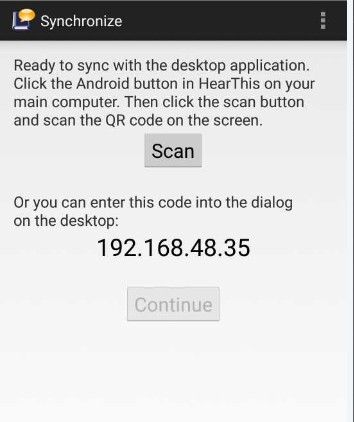 Synchronize
Ready to sync with the desktop application.
Click the Android button in HearThis on your
main computer. Then click the scan button
and scan the QR code on the screen.
Scan
Or you can enter this code into the dialog
on the desktop:
192.168.48.35
Continue